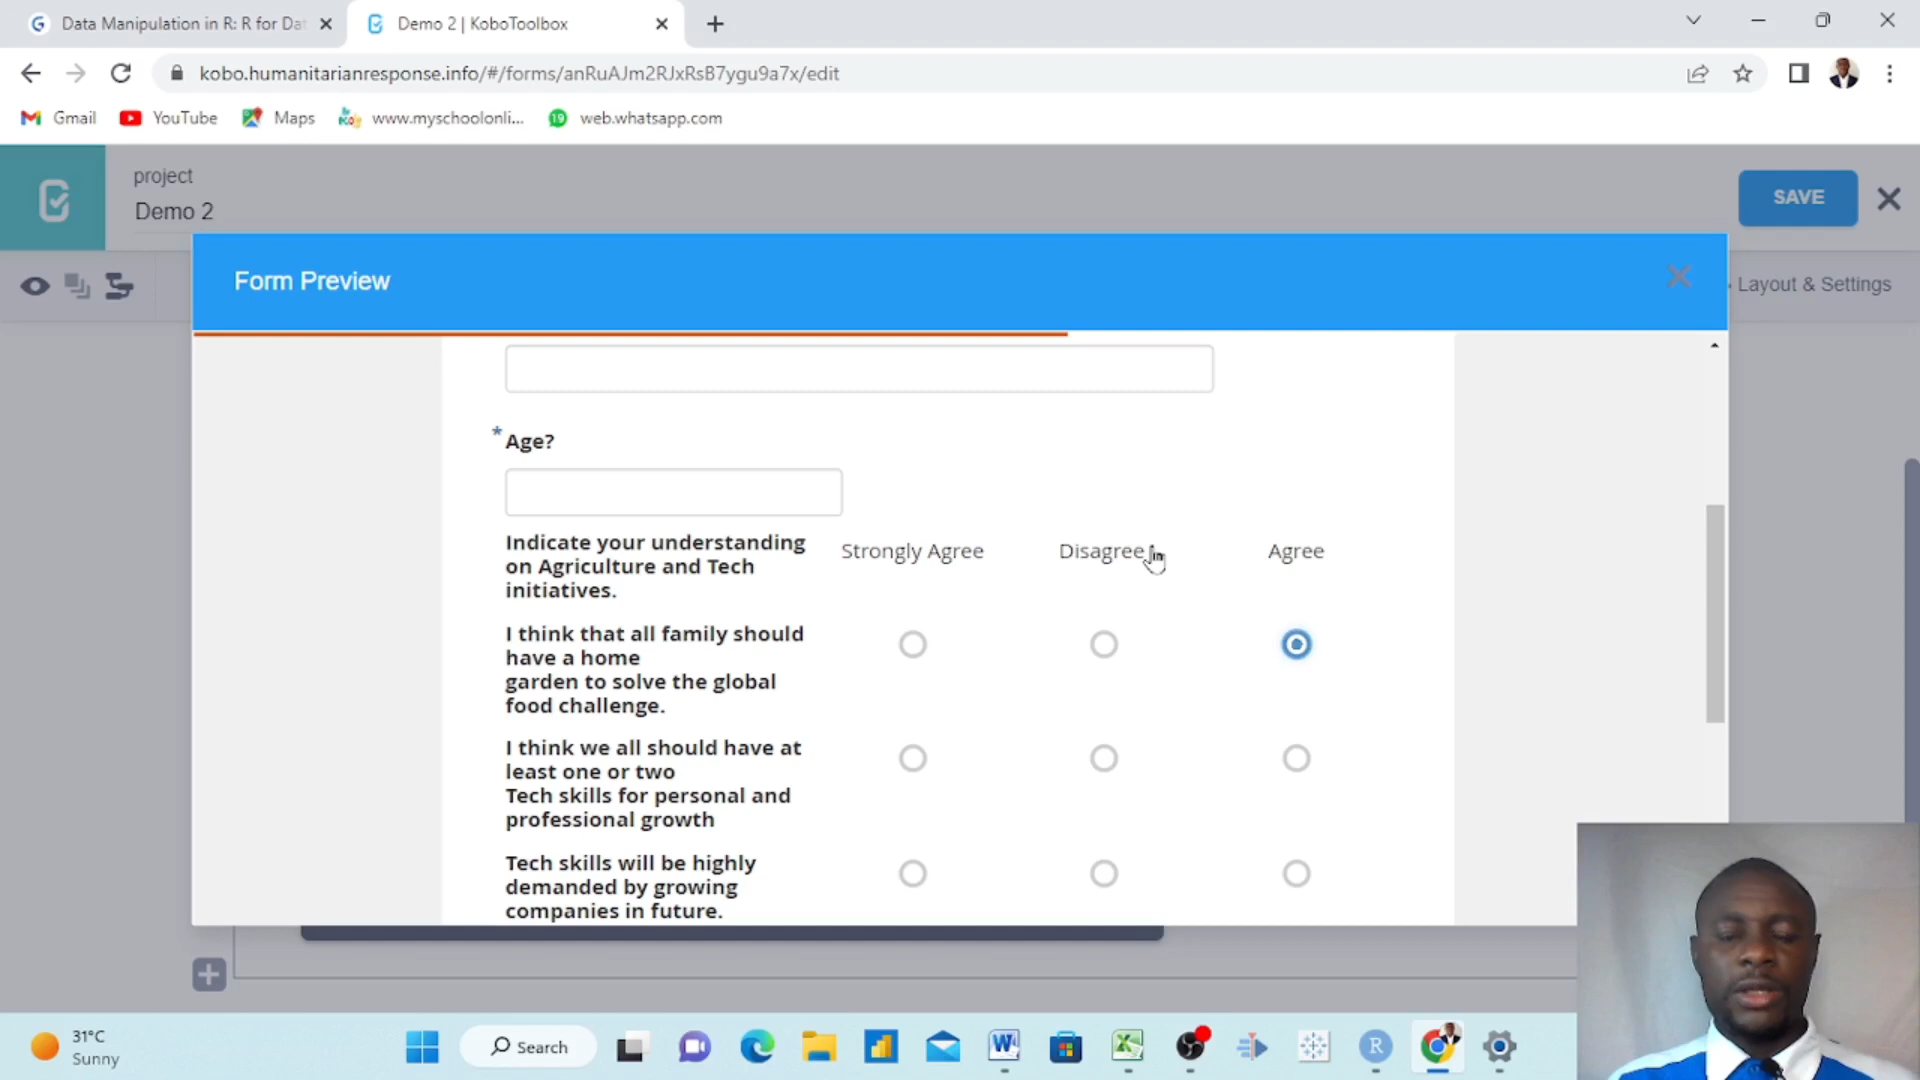 Data Manipulation in R: R for Dat
Demo 2 | KoboToolbox
kobo.humanitarianresponse.info/#/forms/anRuAJm2RJxRsB7ygu9a7x/edit
Gmail
YouTube
Maps
www.myschoolonli...
19
web.whatsapp.com
project
Demo 2
SAVE
Form Preview
Layout & Settings
* Age?
Indicate your understanding
on Agriculture and Tech
initiatives.
Strongly Agree
Disagree
Agree
I think that all family should
have a home
garden to solve the global
food challenge.
I think we all should have at
least one or two
Tech skills for personal and
professional growth
Tech skills will be highly
demanded by growing
companies in future.
31°C
Sunny
Search